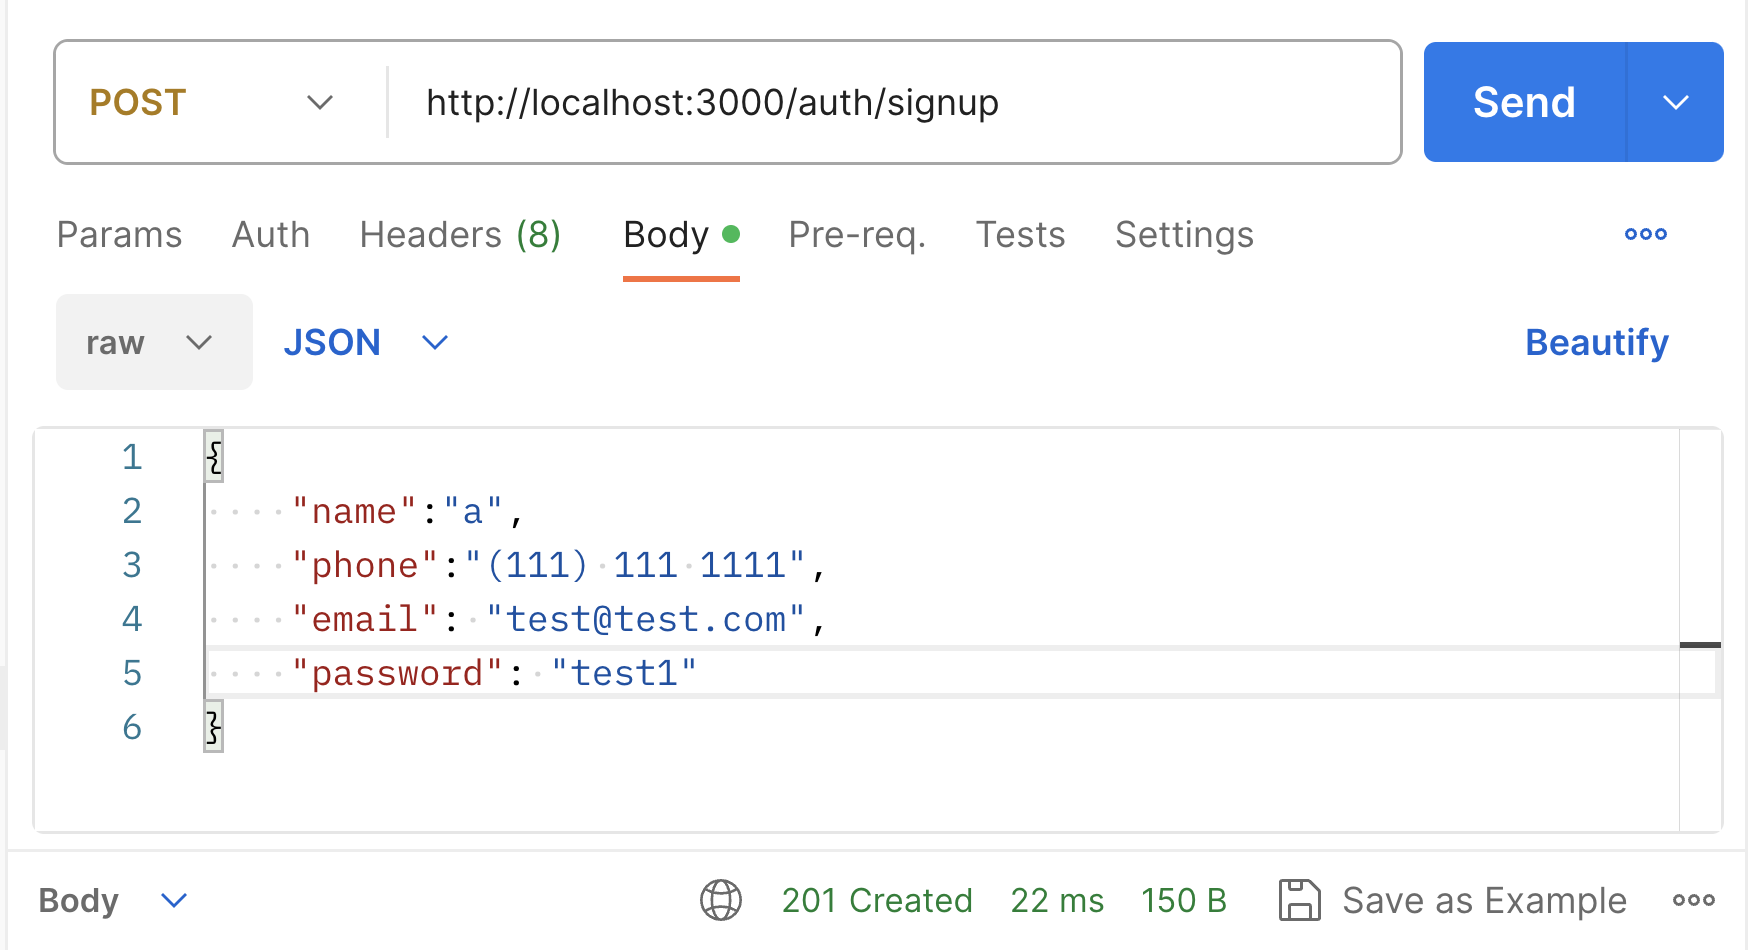 POST http://localhost:3000/auth/signup Send
Params Auth Headers (8) Body Pre-req. Tests Settings
raw JSON Beautify
1 {
2 "name":"a",
3 "phone":"(111) 111 1111",
4 "email": "test@test.com",
5 "password": "test1"
6 }
Body 201 Created 22 ms 150 B Save as Example